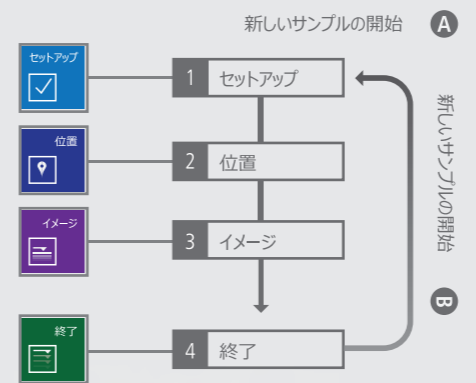 新しいサンプルの開始 A
セットアップ
1 セットアップ
位置
2 位置
イメージ
3 イメージ
終了
4 終了
新しいサンプルの開始
B